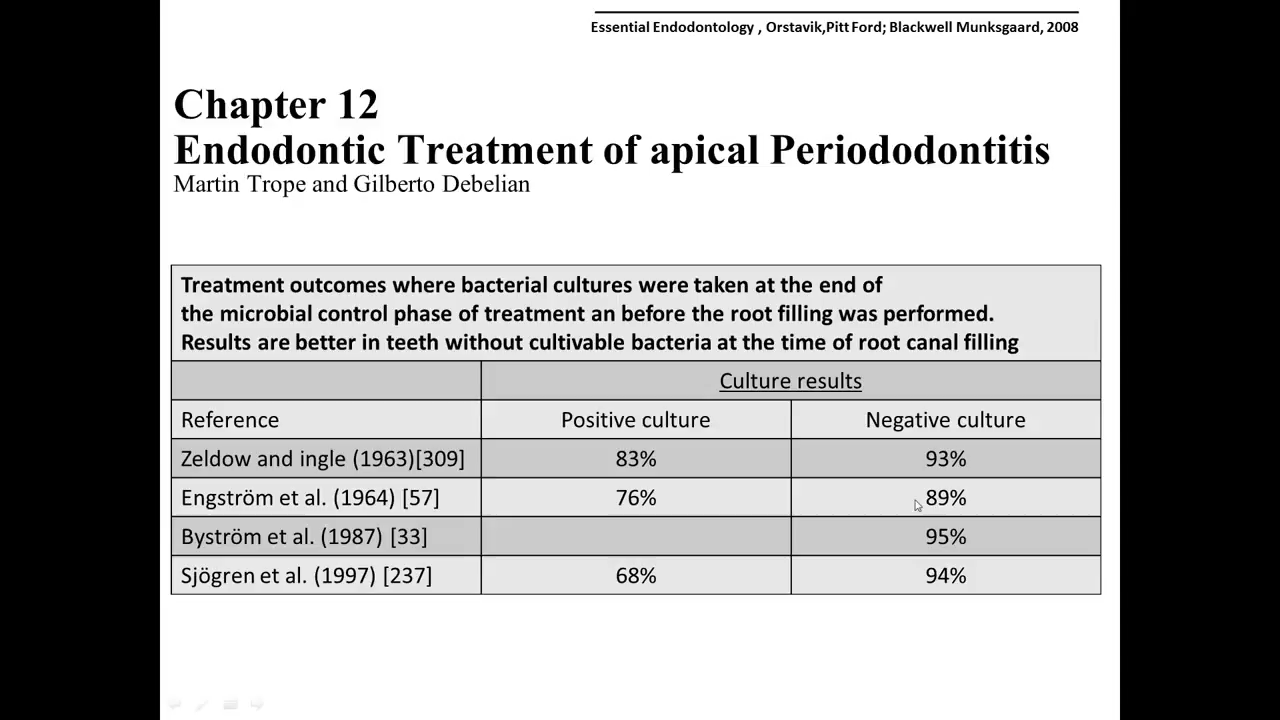 Essential Endodontology , Orstavik,Pitt Ford; Blackwell Munksgaard, 2008
Chapter 12
Endodontic Treatment of apical Periododontitis
Martin Trope and Gilberto Debelian
Treatment outcomes where bacterial cultures were taken at the end of
the microbial control phase of treatment an before the root filling was performed.
Results are better in teeth without cultivable bacteria at the time of root canal filling
Culture results
Reference Positive culture Negative culture
Zeldow and ingle (1963)[309] 83% 93%
Engström et al. (1964) [57] 76% 89%
Byström et al. (1987) [33] 95%
Sjögren et al. (1997) [237] 68% 94%